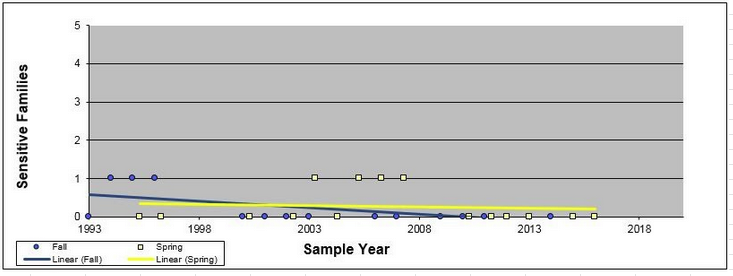 5
4
3
2
1
0
Sensitive Families
1993 1998 2003 2008 2013 2018
Sample Year
Fall Spring
Linear (Fall) Linear (Spring)